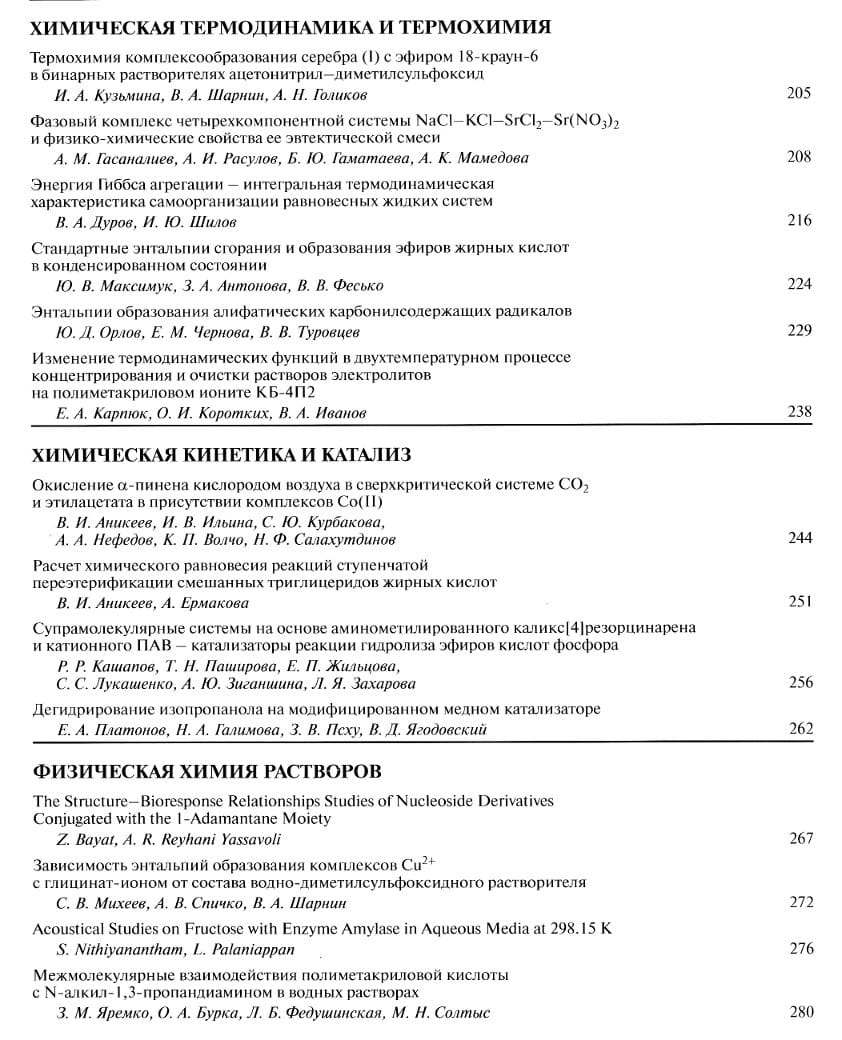 ХИМИЧЕСКАЯ ТЕРМОДИНАМИКА И ТЕРМОХИМИЯ
Термохимия комплексообразования серебра (I) с эфиром 18-краун-6
в бинарных растворителях ацетонитрил–диметилсульфоксид
И. А. Кузьмина, В. А. Шарнин, А. Н. Голиков 205
Фазовый комплекс четырехкомпонентной системы NaCl–KCl–SrCl₂–Sr(NO₃)₂
и физико-химические свойства ее эвтектической смеси
А. М. Гасаналиев, А. И. Расулов, Б. Ю. Гаматаева, А. К. Мамедова 208
Энергия Гиббса агрегации – интегральная термодинамическая
характеристика самоорганизации равновесных жидких систем
В. А. Дуров, И. Ю. Шилов 216
Стандартные энтальпии сгорания и образования эфиров жирных кислот
в конденсированном состоянии
Ю. В. Максимук, З. А. Антонова, В. В. Фесько 224
Энтальпии образования алифатических карбонилсодержащих радикалов
Ю. Д. Орлов, Е. М. Чернова, В. В. Туровцев 229
Изменение термодинамических функций в двухтемпературном процессе
концентрирования и очистки растворов электролитов
на полиметакриловом ионите КБ-4П2
Е. А. Карпюк, О. И. Коротких, В. А. Иванов 238
ХИМИЧЕСКАЯ КИНЕТИКА И КАТАЛИЗ
Окисление α-пинена кислородом воздуха в сверхкритической системе CO₂
и этилацетата в присутствии комплексов Co(II)
В. И. Аникеев, И. В. Ильина, С. Ю. Курбакова,
А. А. Нефедов, К. П. Волчо, Н. Ф. Салахутдинов 244
Расчет химического равновесия реакций ступенчатой
переэтерификации смешанных триглицеридов жирных кислот
В. И. Аникеев, А. Ермакова 251
Супрамолекулярные системы на основе аминометилированного каликс[4]резорцинарена
и катионного ПАВ – катализаторы реакции гидролиза эфиров кислот фосфора
Р. Р. Кашапов, Т. Н. Паширова, Е. П. Жильцова,
С. С. Лукашенко, А. Ю. Зиганшина, Л. Я. Захарова 256
Дегидрирование изопропанола на модифицированном медном катализаторе
Е. А. Платонов, Н. А. Галимова, З. В. Псху, В. Д. Ягодовский 262
ФИЗИЧЕСКАЯ ХИМИЯ РАСТВОРОВ
The Structure–Bioresponse Relationships Studies of Nucleoside Derivatives
Conjugated with the 1-Adamantane Moiety
Z. Bayat, A. R. Reyhani Yassavoli 267
Зависимость энтальпий образования комплексов Cu²⁺
с глицинат-ионом от состава водно-диметилсульфоксидного растворителя
С. В. Михеев, А. В. Спичко, В. А. Шарнин 272
Acoustical Studies on Fructose with Enzyme Amylase in Aqueous Media at 298.15 K
S. Nithiyanantham, L. Palaniappan 276
Межмолекулярные взаимодействия полиметакриловой кислоты
с N-алкил-1,3-пропандиамином в водных растворах
З. М. Яремко, О. А. Бурка, Л. Б. Федушинская, М. Н. Солтыс 280